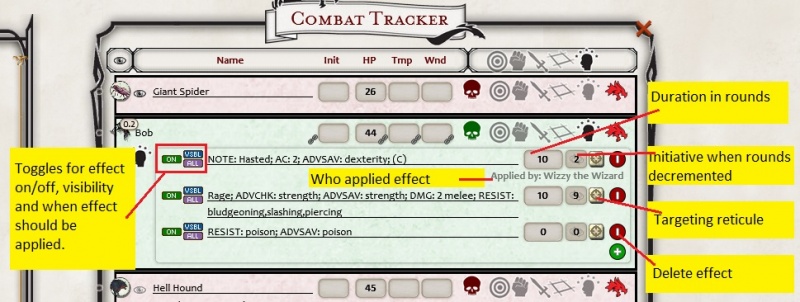 COMBAT TRACKER
Name Init HP Tmp Wnd
Giant Spider 26
Duration in rounds
0.2
Bob 44
ON VSBL ALL NOTE: Hasted; AC: 2; ADVSAV: dexterity; (C) 10 2
Initiative when rounds
decremented
Toggles for effect
on/off, visibility
and when effect
should be
applied.
Who applied effect
Applied by: Wizzy the Wizard
ON VSBL ALL Rage; ADVCHK: strength; ADVSAV: strength; DMG: 2 melee; RESIST: 10 9
bludgeoning,slashing,piercing
Targeting reticule
ON VSBL ALL RESIST: poison; ADVSAV: poison 0 0
Delete effect
Hell Hound 45